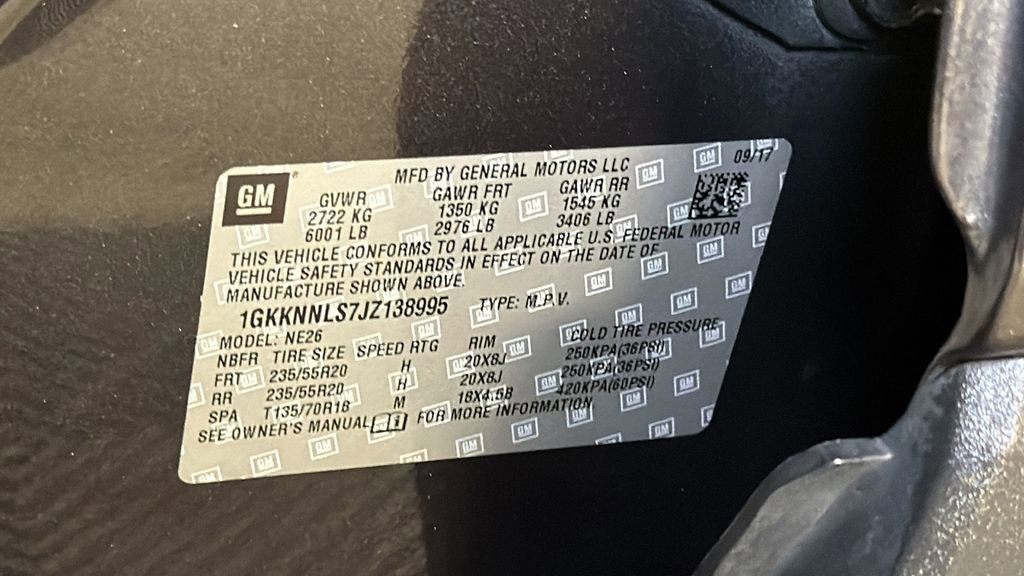 GM
MFD BY GENERAL MOTORS LLC 09/17
GVWR GAWR FRT GAWR RR
2722 KG 1350 KG 1545 KG
6001 LB 2976 LB 3406 LB
THIS VEHICLE CONFORMS TO ALL APPLICABLE U.S. FEDERAL MOTOR
VEHICLE SAFETY STANDARDS IN EFFECT ON THE DATE OF
MANUFACTURE SHOWN ABOVE.
1GKKNNLS7JZ138995 TYPE: M.P.V.
MODEL: NE26
NBFR TIRE SIZE SPEED RTG RIM COLD TIRE PRESSURE
FRT 235/55R20 H 20X8J 250KPA(36PSI)
RR 235/55R20 H 20X8J 250KPA(36PSI)
SPA T135/70R18 M 18X4.5B 420KPA(60PSI)
SEE OWNER'S MANUAL FOR MORE INFORMATION